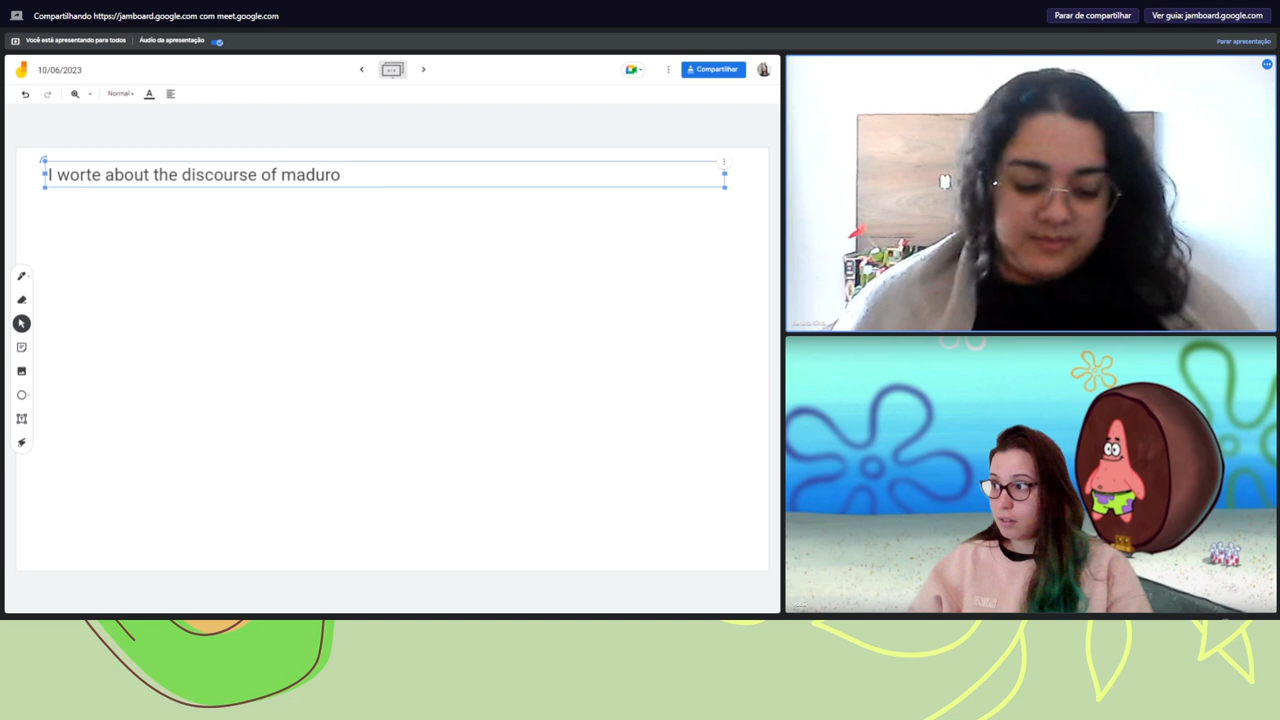 Compartilhando https://jamboard.google.com com meet.google.com
Parar de compartilhar
Ver guia: jamboard.google.com
Você está apresentando para todos
Áudio da apresentação
Parar apresentação
10/06/2023
Compartilhar
Normal
A
I worte about the discourse of maduro